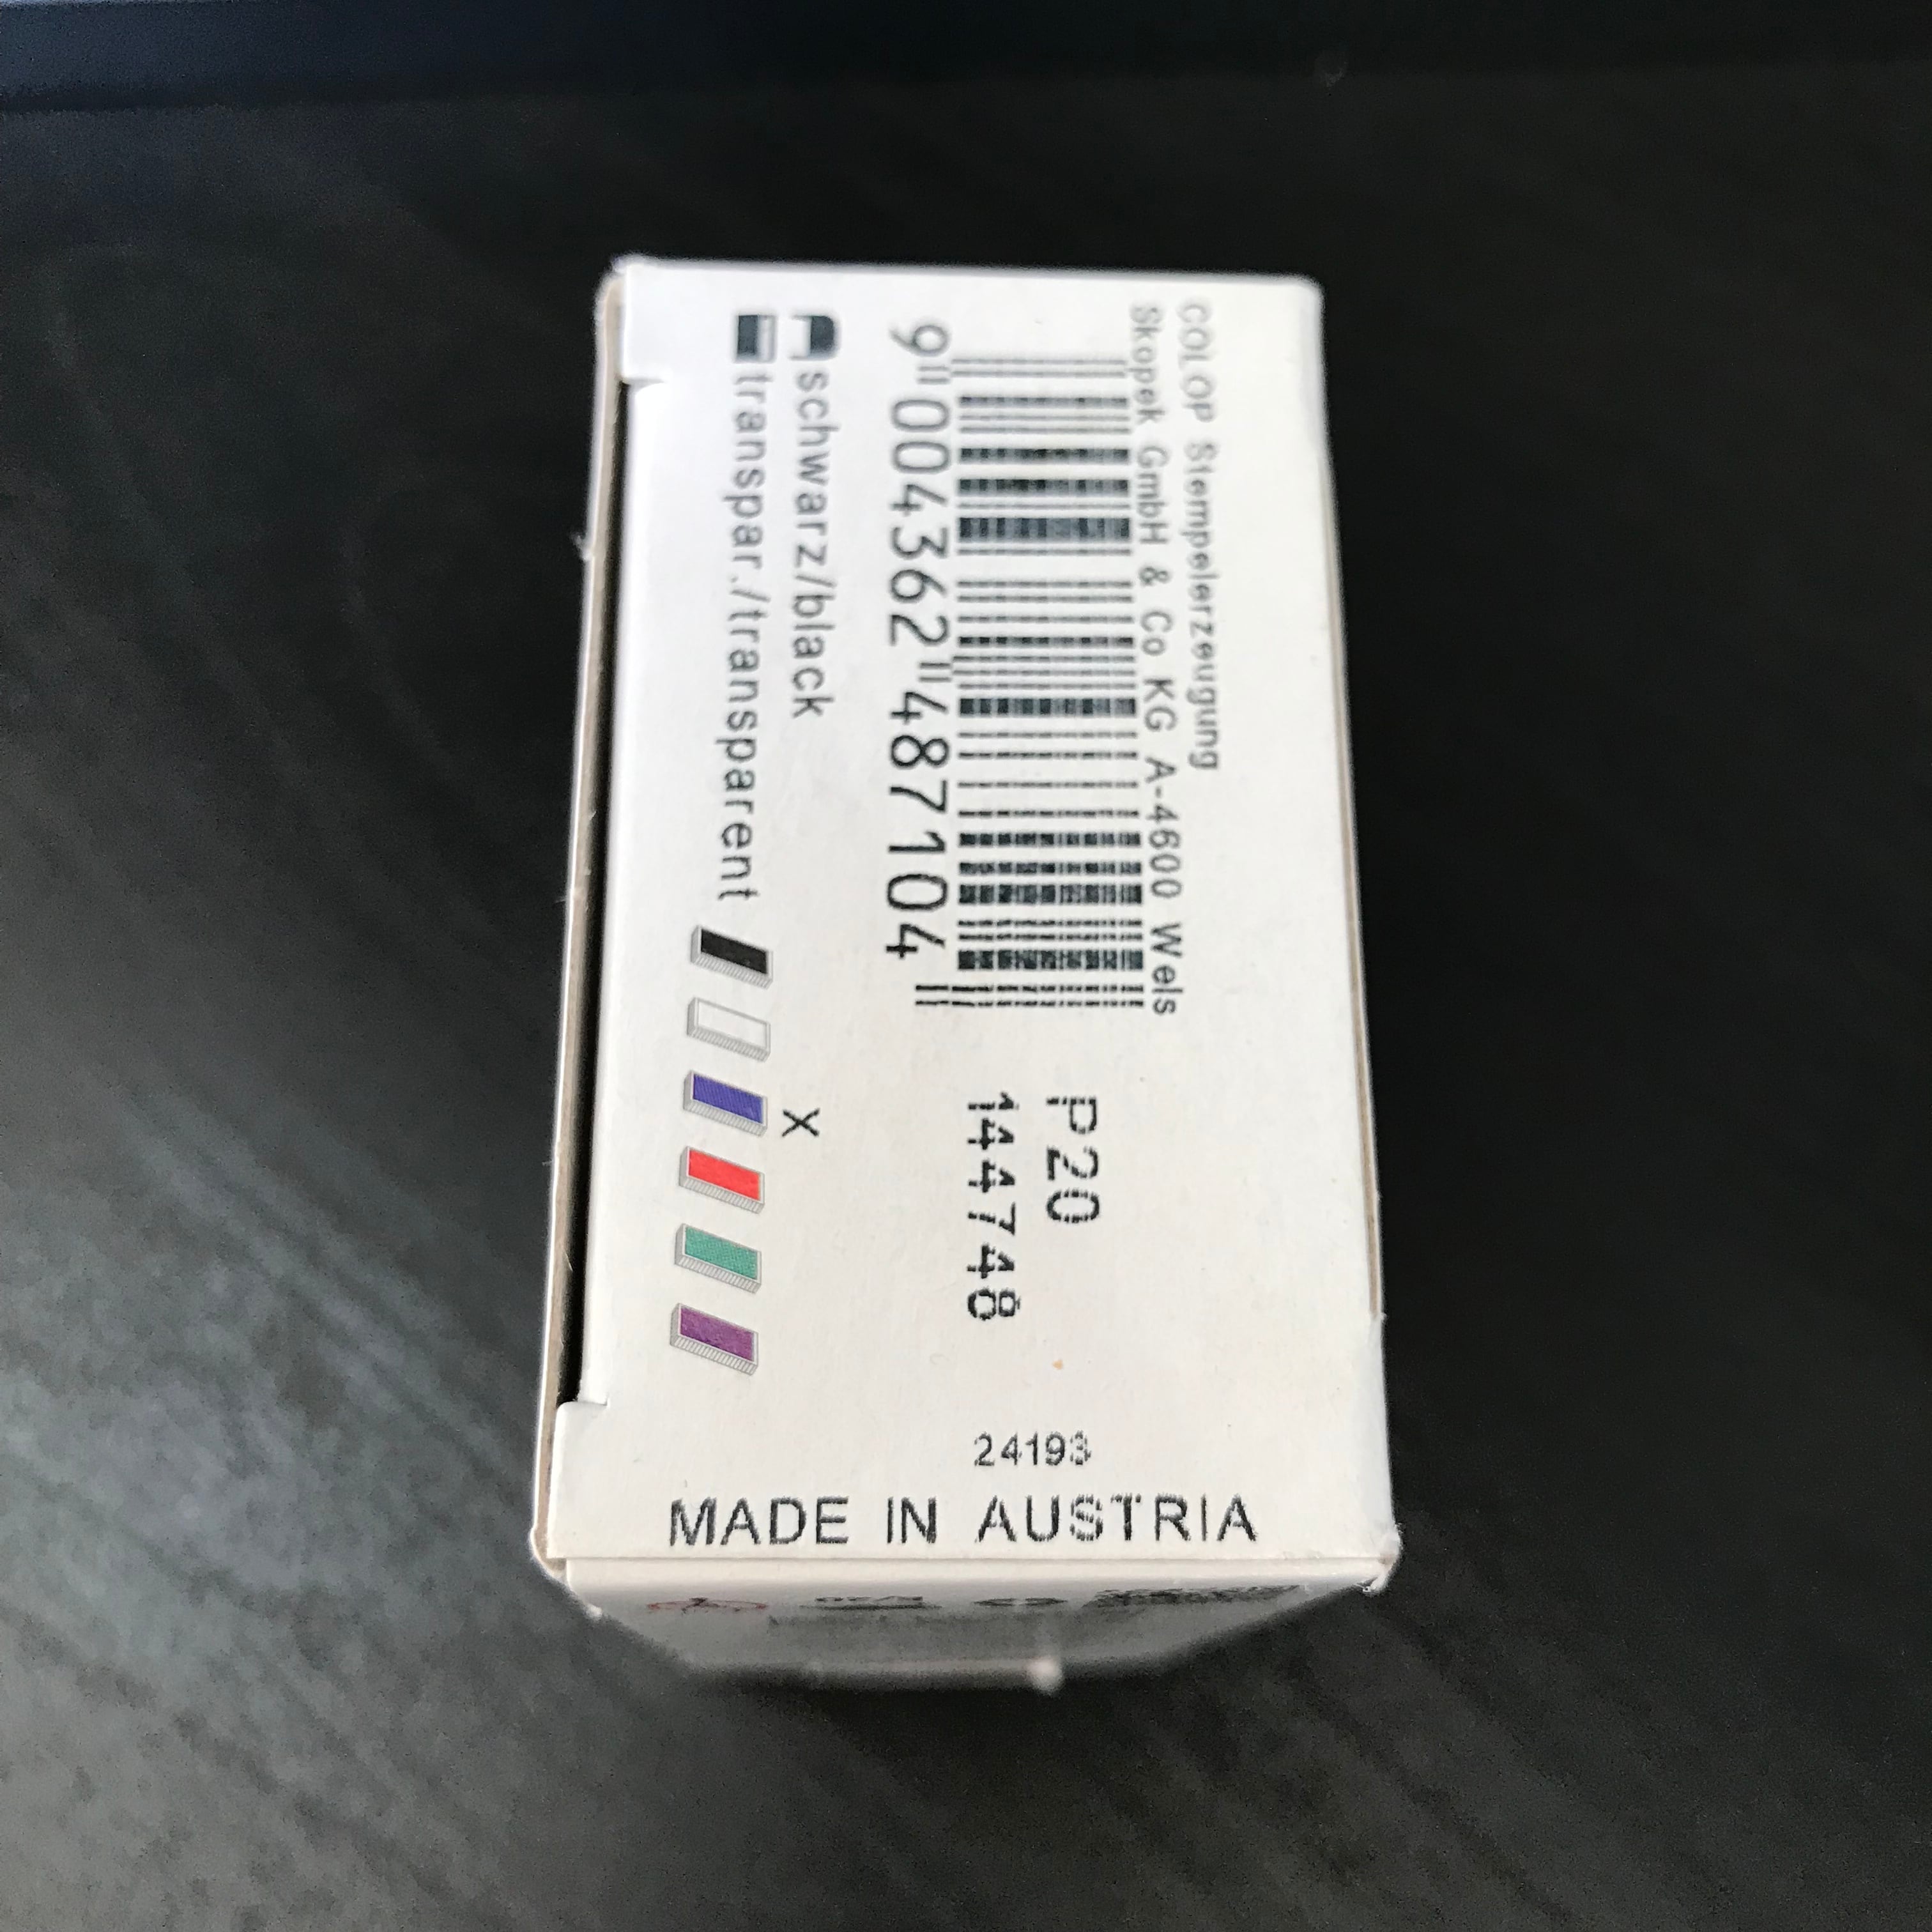 COLOP Stempelerzeugung
Skopek GmbH & Co KG A-4600 Wels
9 004362 487104
P20
1447748
schwarz/black
transpar./transparent
X
24193
MADE IN AUSTRIA